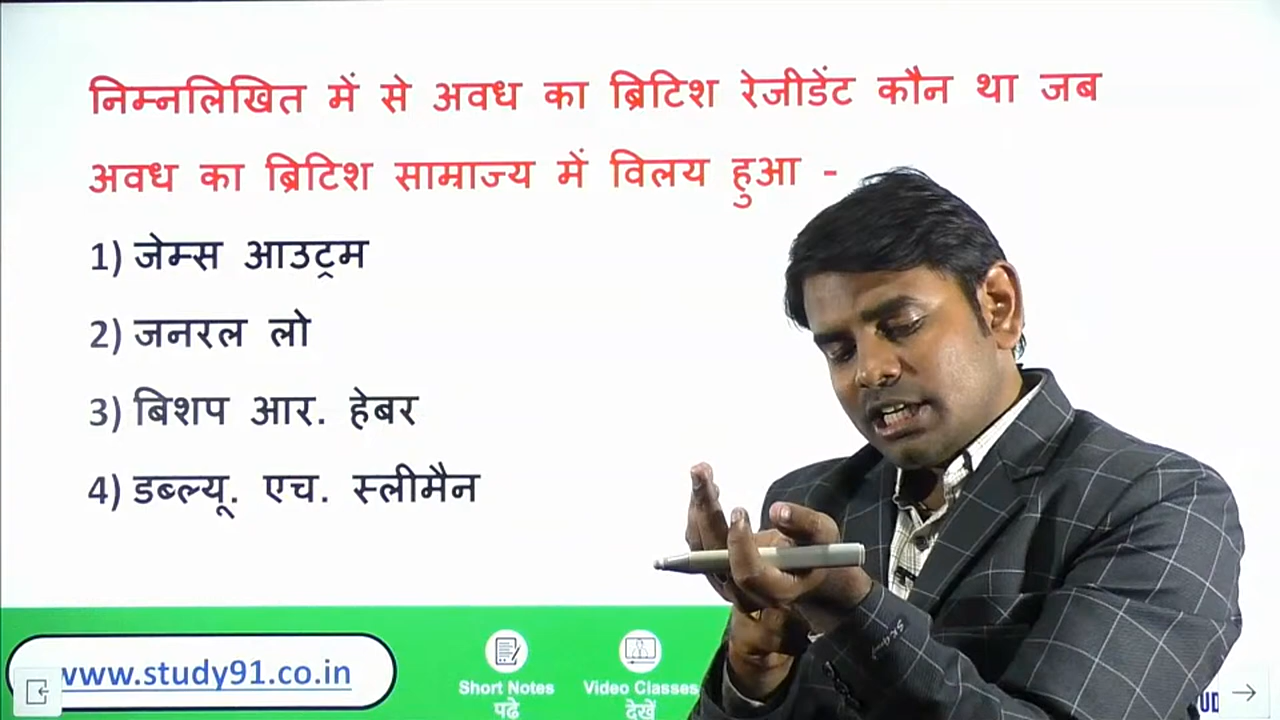 निम्नलिखित में से अवध का ब्रिटिश रेजीडेंट कौन था जब
अवध का ब्रिटिश साम्राज्य में विलय हुआ -
1) जेम्स आउट्रम
2) जनरल लो
3) बिशप आर. हेबर
4) डब्ल्यू. एच. स्लीमैन
www.study91.co.in
Short Notes
पढे
Video Classes
देखें